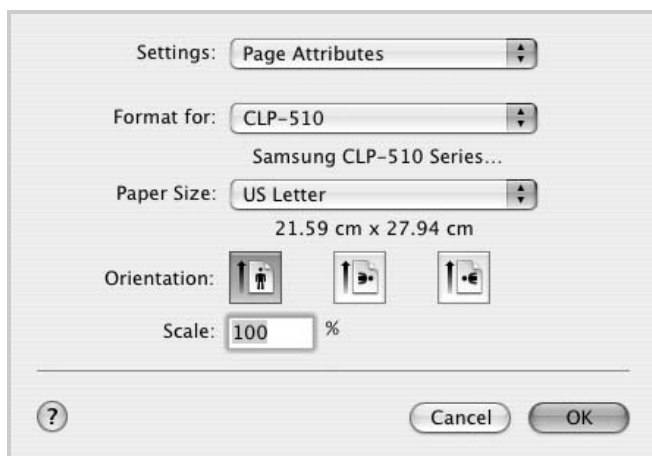 Settings: Page Attributes
Format for: CLP-510
Samsung CLP-510 Series...
Paper Size: US Letter
21.59 cm x 27.94 cm
Orientation:
Scale: 100 %
? Cancel OK